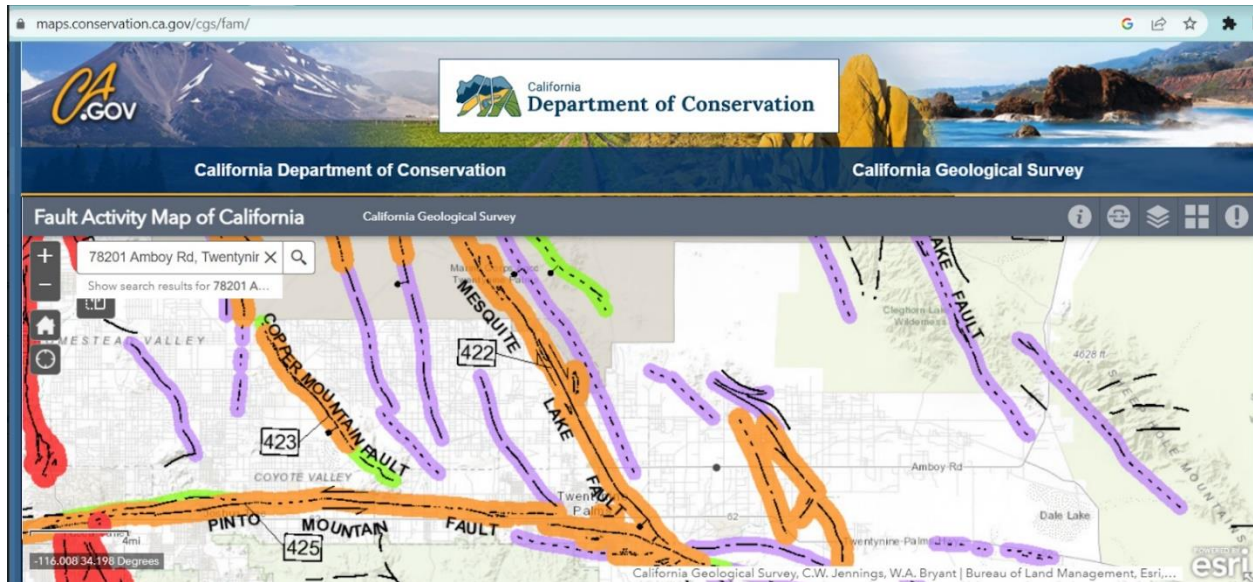 maps.conservation.ca.gov/cgs/fam/
CA.GOV
California
Department of Conservation
California Department of Conservation
California Geological Survey
Fault Activity Map of California
California Geological Survey
+
78201 Amboy Rd, Twentynir
Show search results for 78201 A...
−
COPPER MOUNTAIN FAULT
MESQUITE
LAKE
FAULT
422
423
COYOTE VALLEY
LAKE
FAULT
Cleghorn
Wilderness
4628 ft
Amboy Rd
Dale Lake
62
PINTO MOUNTAIN FAULT
425
4mi
-116.008 34.198 Degrees
POWERED BY
esri
California Geological Survey, C.W. Jennings, W.A. Bryant | Bureau of Land Management, Esri,...